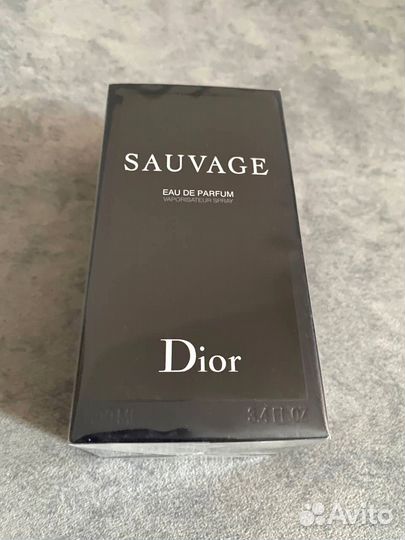 SAUVAGE
EAU DE PARFUM
VAPORISATEUR SPRAY
Dior
3.4 FL.OZ
Avito